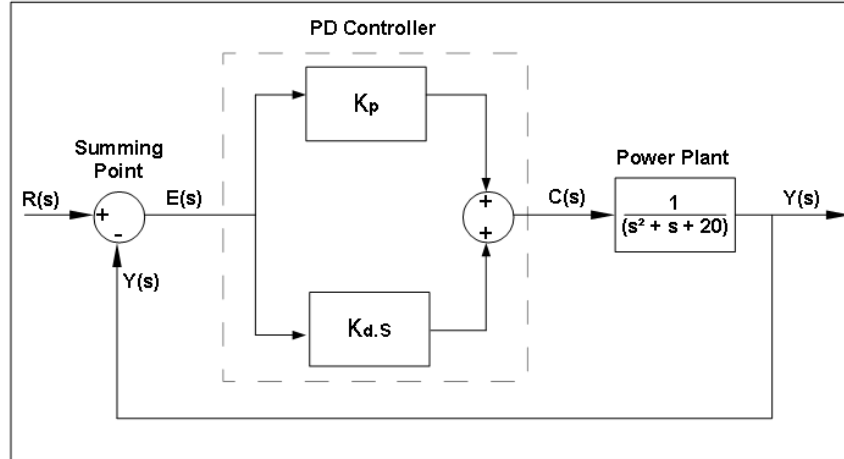 PD Controller
Kp
Summing
Point
Power Plant
R(s)
+
-
E(s)
+
+
C(s)
1
(s² + s + 20)
Y(s)
Y(s)
Kd.s